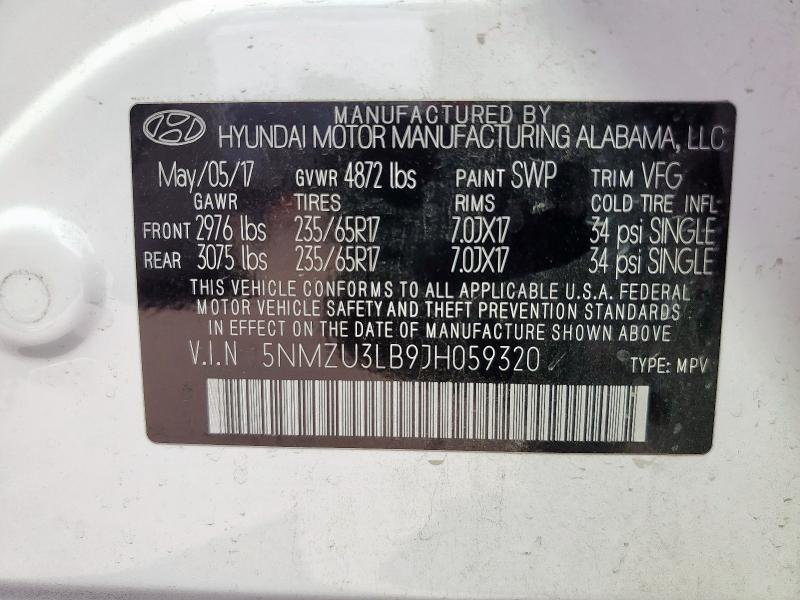 MANUFACTURED BY
HYUNDAI MOTOR MANUFACTURING ALABAMA, LLC
May/05/17 GVWR 4872 lbs PAINT SWP TRIM VFG
GAWR TIRES RIMS COLD TIRE INFL
FRONT 2976 lbs 235/65R17 7.0JX17 34 psi SINGLE
REAR 3075 lbs 235/65R17 7.0JX17 34 psi SINGLE
THIS VEHICLE CONFORMS TO ALL APPLICABLE U.S.A. FEDERAL
MOTOR VEHICLE SAFETY AND THEFT PREVENTION STANDARDS
IN EFFECT ON THE DATE OF MANUFACTURE SHOWN ABOVE
V.I.N 5NMZU3LB9JH059320 TYPE: MPV